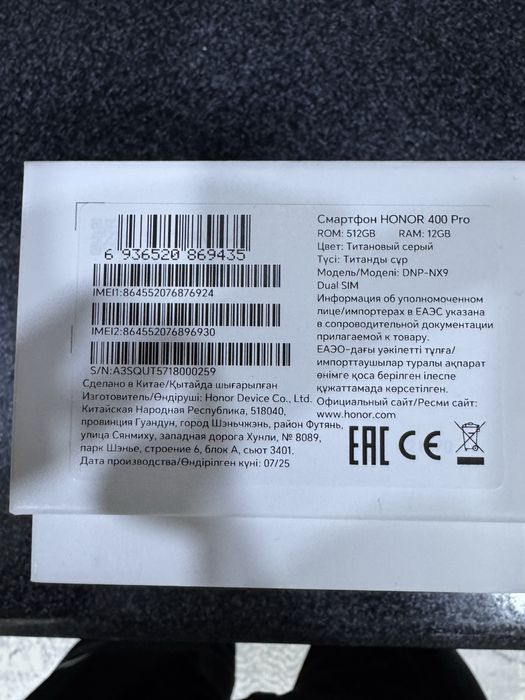 6 936520 869435
IMEI1:864552076876924
IMEI2:864552076896930
S/N:A3SQUT5718000259
Сделано в Китае/Қытайда шығарылған
Изготовитель/Өндіруші: Honor Device Co., Ltd.
Китайская Народная Республика, 518040,
провинция Гуандун, город Шэньчжэнь, район Футянь,
улица Сянмиху, западная дорога Хунли, № 8089,
парк Шэнье, строение 6, блок А, сьют 3401.
Дата производства/Өндірілген күні: 07/25
Смартфон HONOR 400 Pro
ROM: 512GB RAM: 12GB
Цвет: Титановый серый
Түсі: Титанды сұр
Модель/Моделі: DNP-NX9
Dual SIM
Информация об уполномоченном
лице/импортерах в ЕАЭС указана
в сопроводительной документации
прилагаемой к товару.
ЕАЭО-дағы уәкілетті тұлға/
импорттаушылар туралы ақпарат
өнімге қоса берілген ілеспе
құжаттамада көрсетілген.
Официальный сайт/Ресми сайт:
www.honor.com
EAC CE